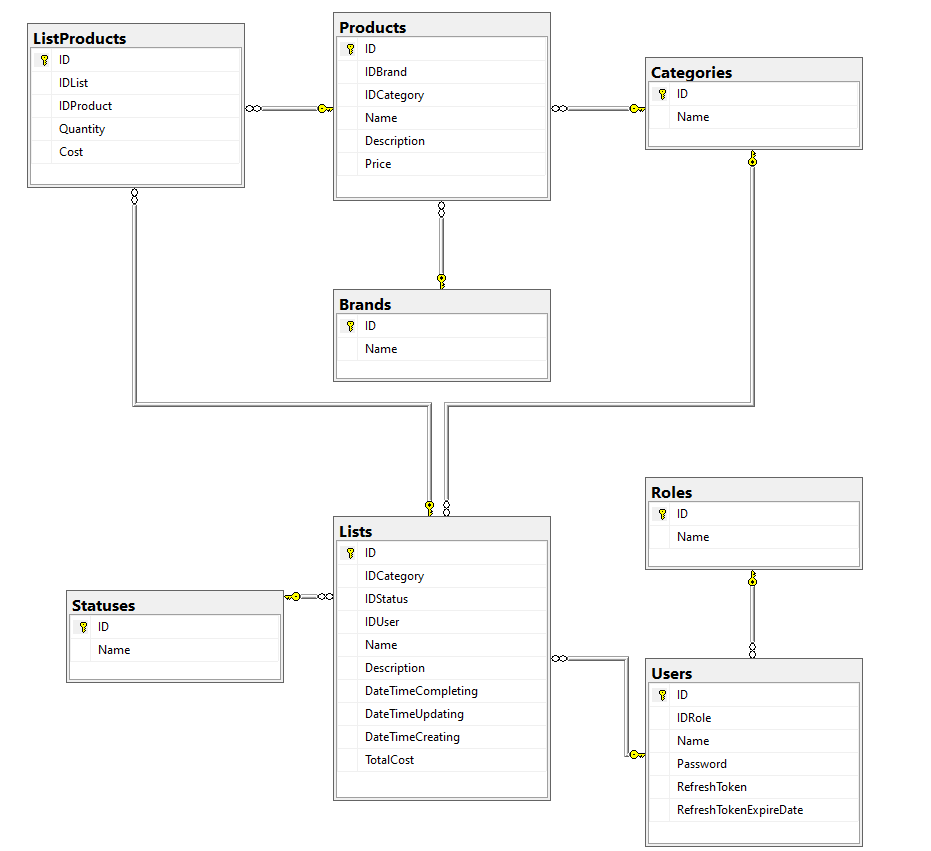 ListProducts
ID
IDList
IDProduct
Quantity
Cost
Products
ID
IDBrand
IDCategory
Name
Description
Price
Categories
ID
Name
Brands
ID
Name
Statuses
ID
Name
Lists
ID
IDCategory
IDStatus
IDUser
Name
Description
DateTimeCompleting
DateTimeUpdating
DateTimeCreating
TotalCost
Roles
ID
Name
Users
ID
IDRole
Name
Password
RefreshToken
RefreshTokenExpireDate